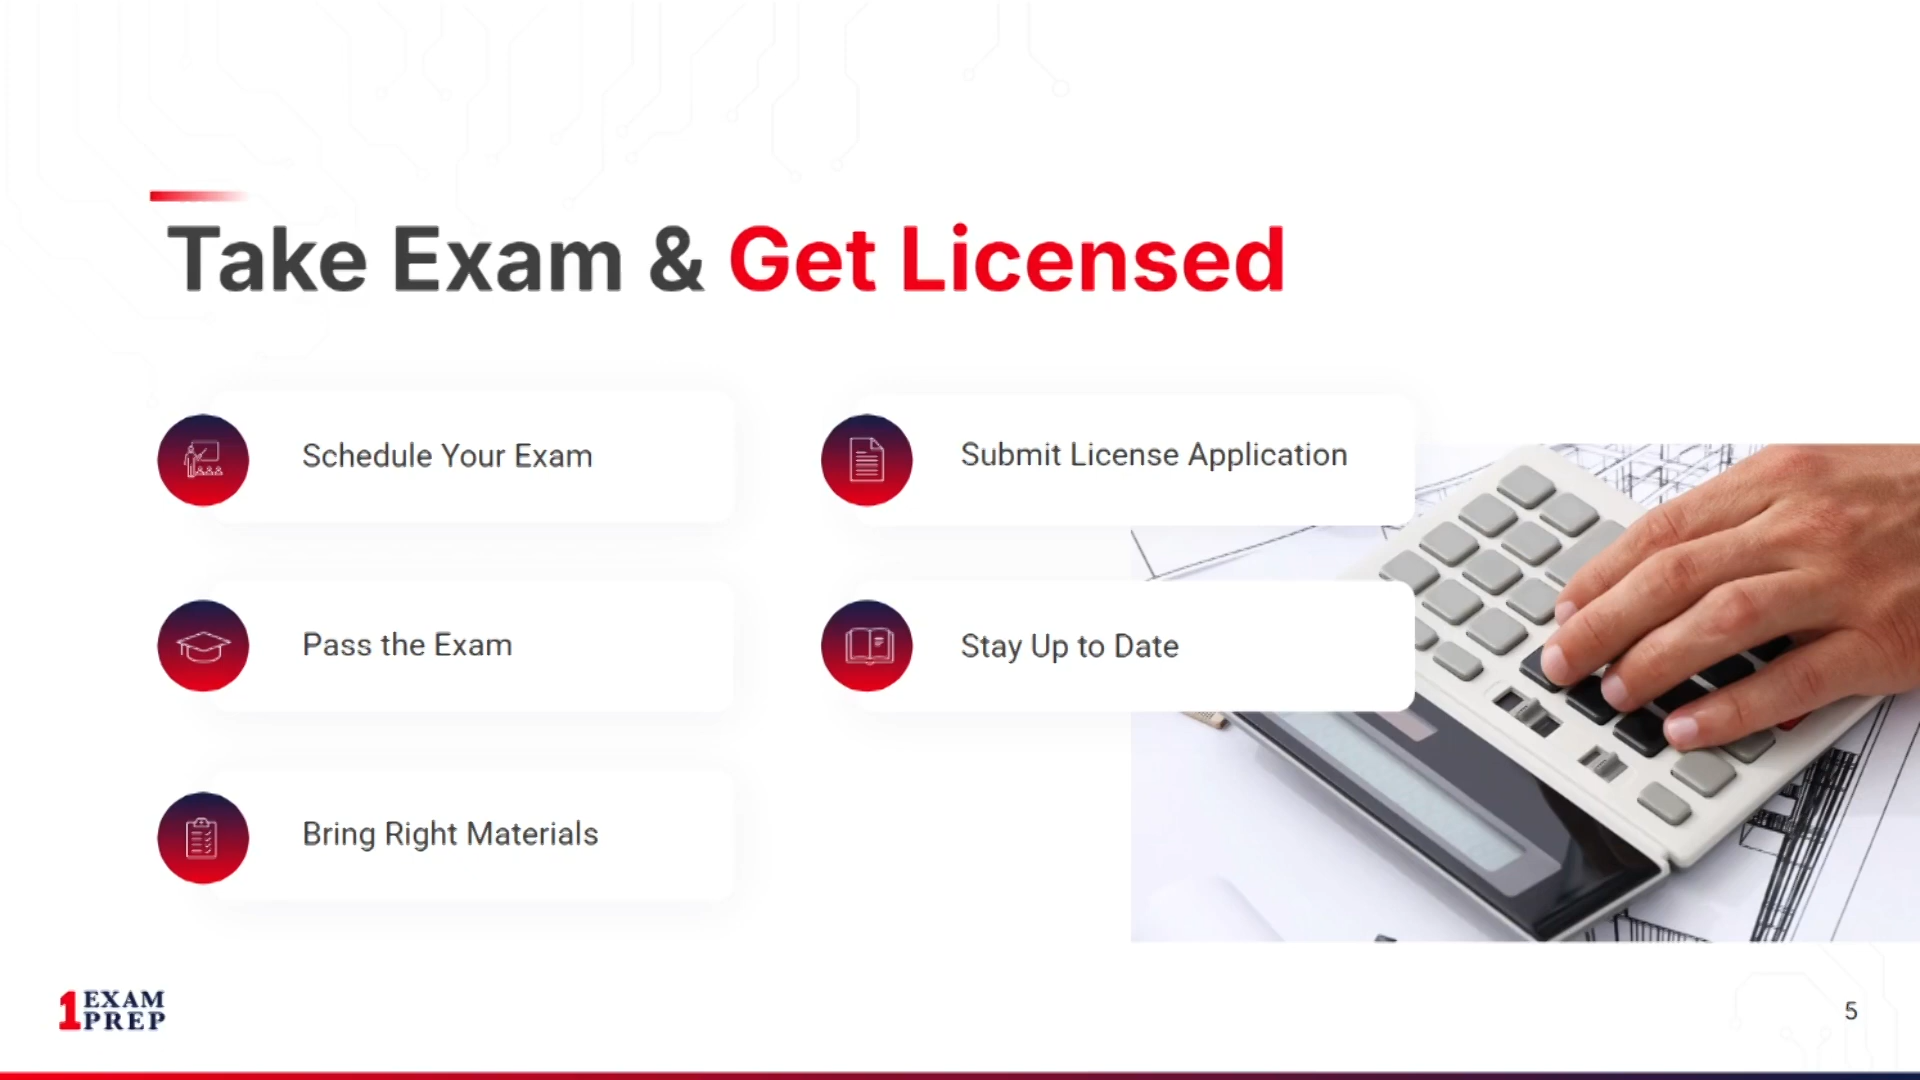 Take Exam & Get Licensed
Schedule Your Exam
Pass the Exam
Bring Right Materials
Submit License Application
Stay Up to Date
1 EXAM
PREP
5